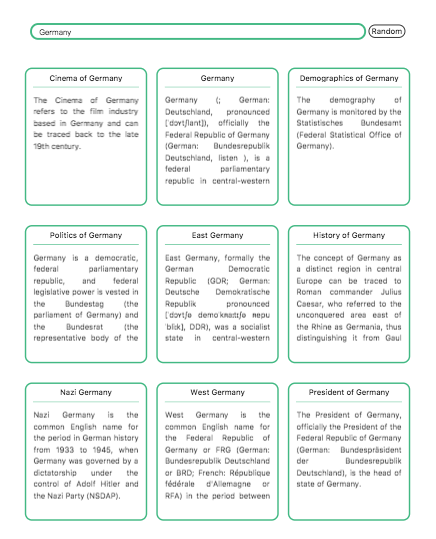 Germany
Random
Cinema of Germany
The Cinema of Germany
refers to the film industry
based in Germany and can
be traced back to the late
19th century.
Germany
Germany (; German:
Deutschland, pronounced
officially the
Federal Republic of Germany
(German: Bundesrepublik
Deutschland, listen ), is a
federal parliamentary
republic in central-western
Demographics of Germany
The demography of
Germany is monitored by the
Statistisches Bundesamt
(Federal Statistical Office of
Germany).
Politics of Germany
Germany is a democratic,
federal parliamentary
republic, and federal
legislative power is vested in
the Bundestag (the
parliament of Germany) and
the Bundesrat (the
representative body of the
East Germany
East Germany, formally the
German Democratic
Republic (GDR; German:
Deutsche Demokratische
Republik pronounced
DDR), was a socialist
state in central-western
History of Germany
The concept of Germany as
a distinct region in central
Europe can be traced to
Roman commander Julius
Caesar, who referred to the
unconquered area east of
the Rhine as Germania, thus
distinguishing it from Gaul
Nazi Germany
Nazi Germany is the
common English name for
the period in German history
from 1933 to 1945, when
Germany was governed by a
dictatorship under the
control of Adolf Hitler and
the Nazi Party (NSDAP).
West Germany
West Germany is the
common English name for
the Federal Republic of
Germany or FRG (German:
Bundesrepublik Deutschland
or BRD; French: République
fédérale d'Allemagne or
RFA) in the period between
President of Germany
The President of Germany,
officially the President of the
Federal Republic of Germany
(German: Bundespräsident
der Bundesrepublik
Deutschland), is the head of
state of Germany.